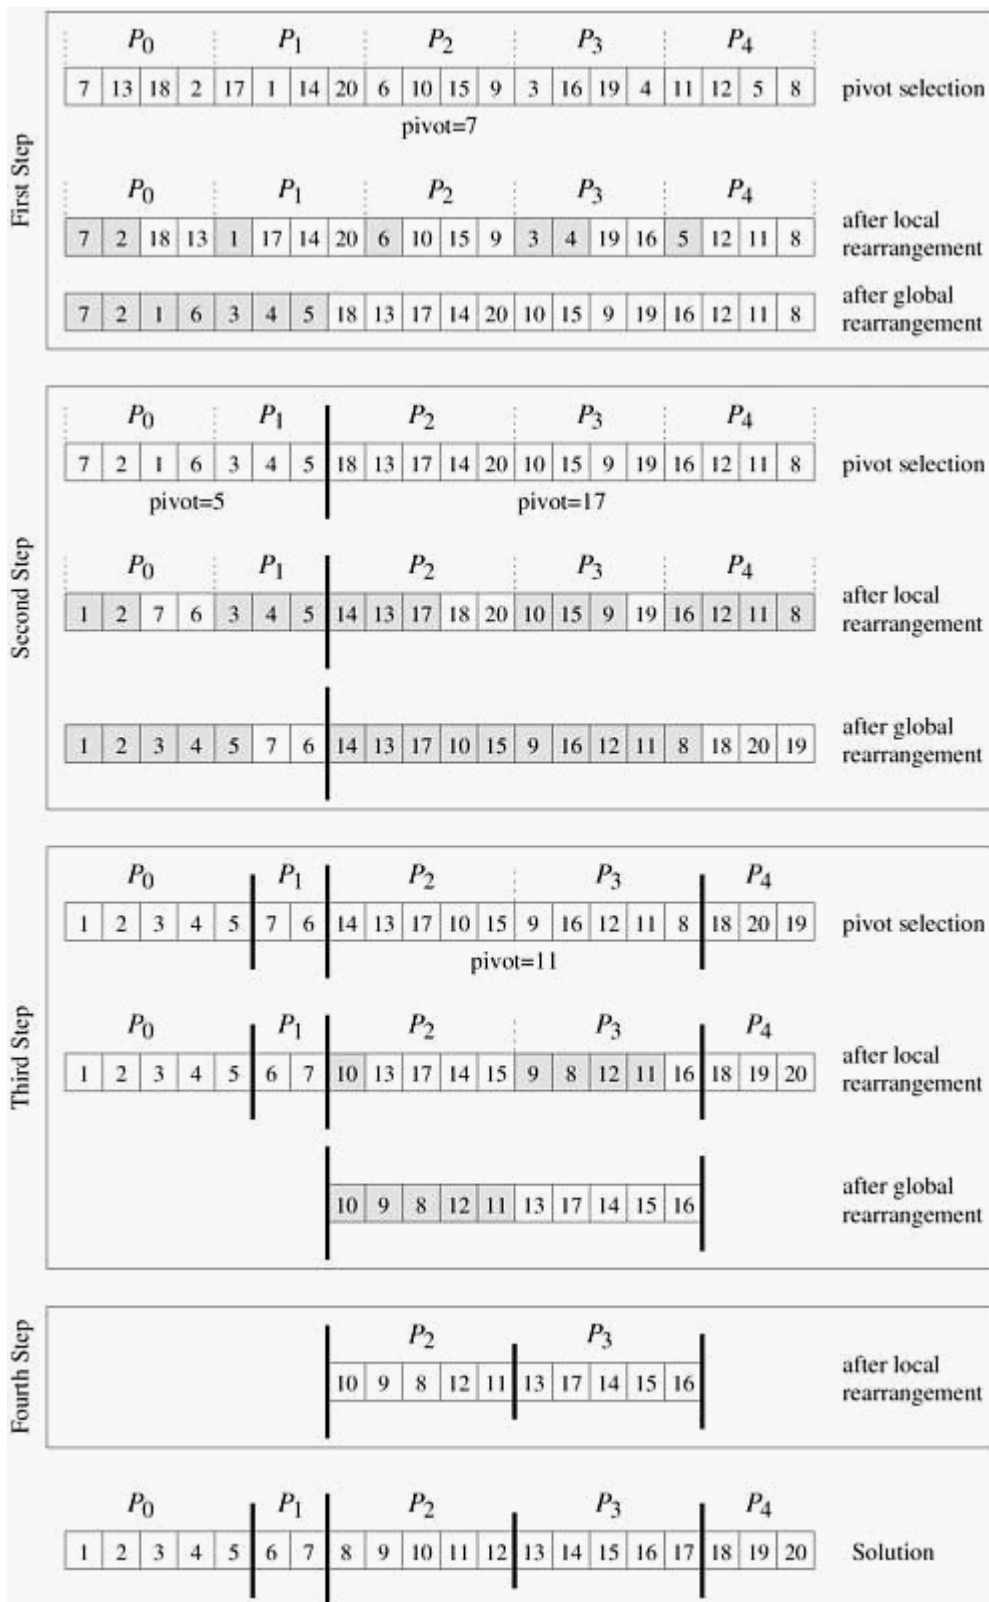 First Step
P0 P1 P2 P3 P4
7 13 18 2 17 1 14 20 6 10 15 9 3 16 19 4 11 12 5 8 pivot selection
pivot=7
P0 P1 P2 P3 P4
7 2 18 13 1 17 14 20 6 10 15 9 3 4 19 16 5 12 11 8 after local
rearrangement
7 2 1 6 3 4 5 18 13 17 14 20 10 15 9 19 16 12 11 8 after global
rearrangement
Second Step
P0 P1 P2 P3 P4
7 2 1 6 3 4 5 18 13 17 14 20 10 15 9 19 16 12 11 8 pivot selection
pivot=5 pivot=17
P0 P1 P2 P3 P4
1 2 7 6 3 4 5 14 13 17 18 20 10 15 9 19 16 12 11 8 after local
rearrangement
1 2 3 4 5 7 6 14 13 17 10 15 9 16 12 11 8 18 20 19 after global
rearrangement
Third Step
P0 P1 P2 P3 P4
1 2 3 4 5 7 6 14 13 17 10 15 9 16 12 11 8 18 20 19 pivot selection
pivot=11
P0 P1 P2 P3 P4
1 2 3 4 5 6 7 10 13 17 14 15 9 8 12 11 16 18 19 20 after local
rearrangement
10 9 8 12 11 13 17 14 15 16 after global
rearrangement
Fourth Step
P2 P3
10 9 8 12 11 13 17 14 15 16 after local
rearrangement
P0 P1 P2 P3 P4
1 2 3 4 5 6 7 8 9 10 11 12 13 14 15 16 17 18 19 20 Solution